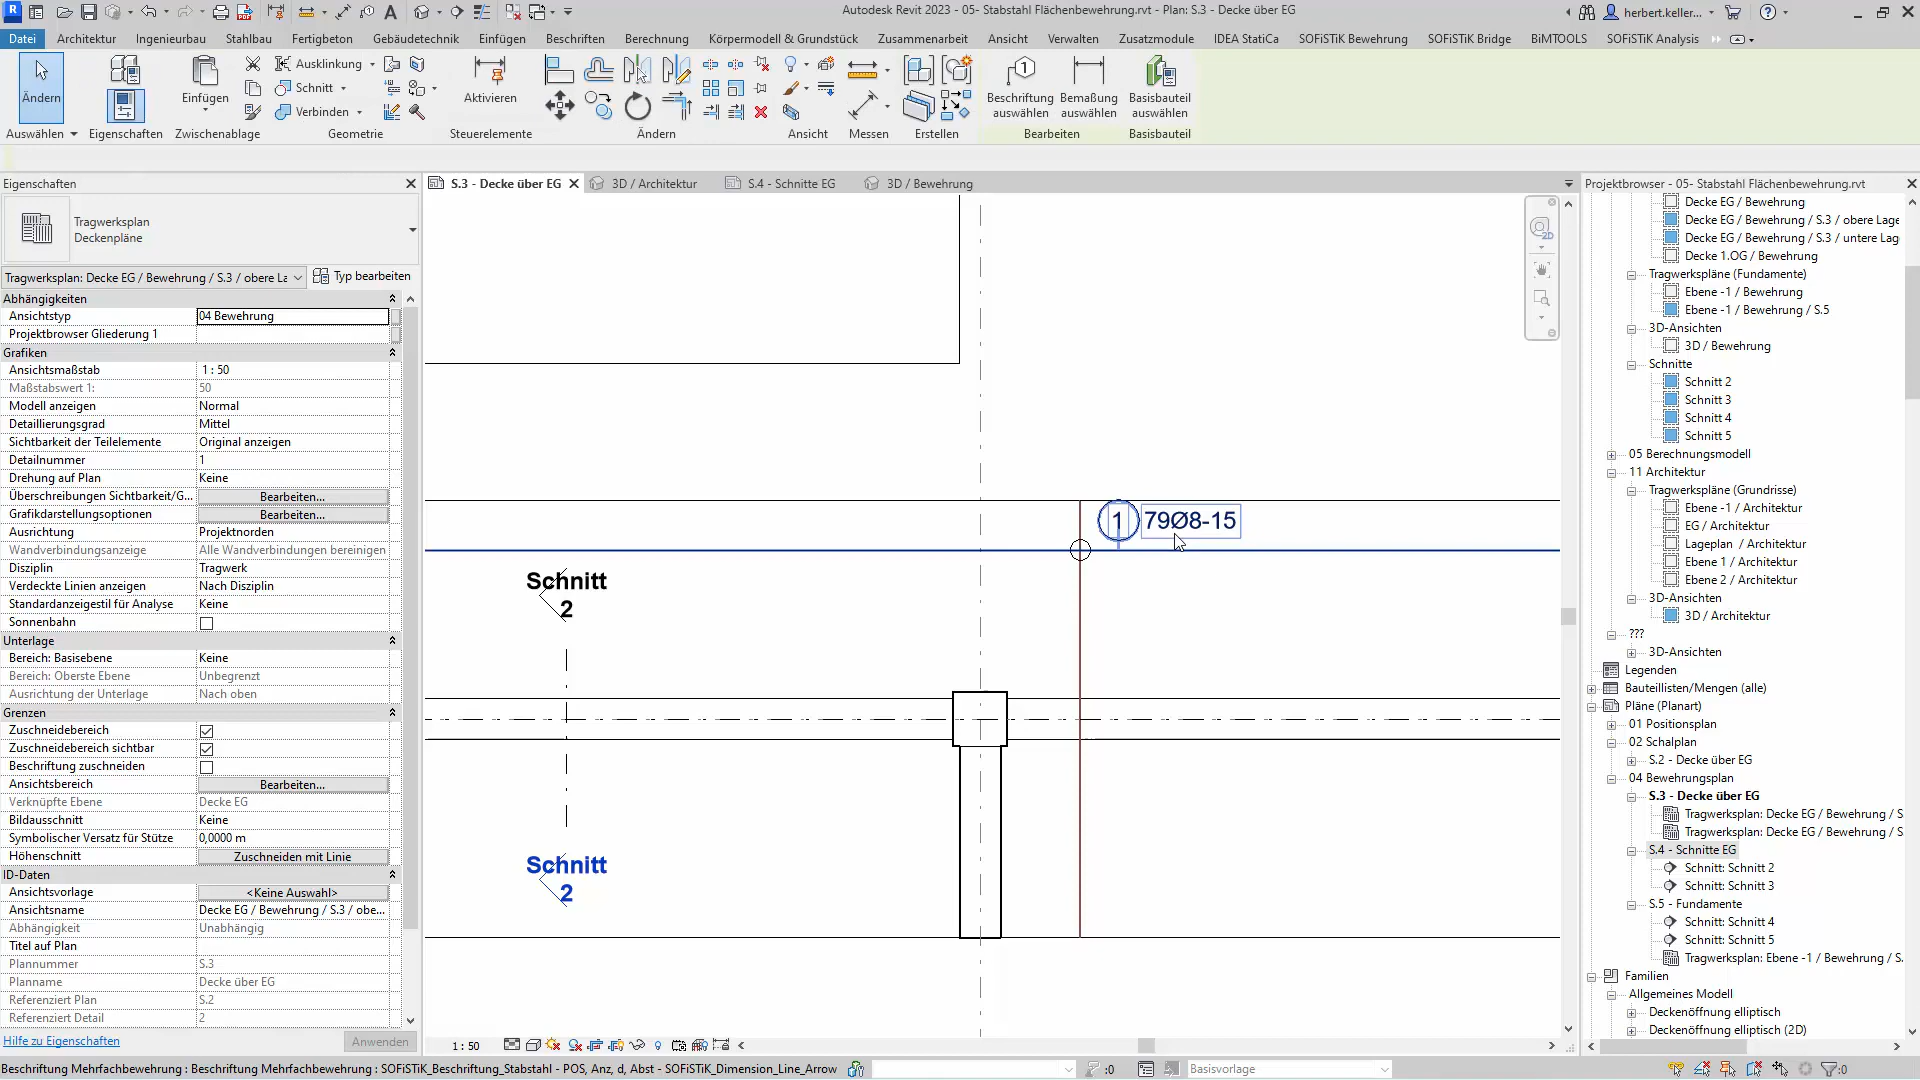 Autodesk Revit 2023 - 05- Stabstahl Flächenbewehrung.rvt - Plan: S.3 - Decke über EG
herbert.keller...
Datei Architektur Ingenieurbau Stahlbau Fertigbeton Gebäudetechnik Einfügen Beschriften Berechnung Körpermodell & Grundstück Zusammenarbeit Ansicht Verwalten Zusatzmodule IDEA StatiCa SOFiSTiK Bewehrung SOFiSTiK Bridge BiMTOOLS SOFiSTiK Analysis
Ändern
Einfügen
Ausklinkung
Schnitt
Verbinden
Aktivieren
Beschriftung auswählen
Bemaßung auswählen
Basisbauteil auswählen
Auswählen Eigenschaften Zwischenablage Geometrie Steuerelemente Ändern Ansicht Messen Erstellen Bearbeiten Basisbauteil
Eigenschaften
Tragwerksplan
Deckenpläne
Tragwerksplan: Decke EG / Bewehrung / S.3 / obere La
Typ bearbeiten
Abhängigkeiten
Ansichtstyp 04 Bewehrung
Projektbrowser Gliederung 1
Grafiken
Ansichtsmaßstab 1 : 50
Maßstabswert 1: 50
Modell anzeigen Normal
Detaillierungsgrad Mittel
Sichtbarkeit der Teilelemente Original anzeigen
Detailnummer 1
Drehung auf Plan Keine
Überschreibungen Sichtbarkeit/G... Bearbeiten...
Grafikdarstellungsoptionen Bearbeiten...
Ausrichtung Projektnorden
Wandverbindungsanzeige Alle Wandverbindungen bereinigen
Disziplin Tragwerk
Verdeckte Linien anzeigen Nach Disziplin
Standardanzeigestil für Analyse Keine
Sonnenbahn
Unterlage
Bereich: Basisebene Keine
Bereich: Oberste Ebene Unbegrenzt
Ausrichtung der Unterlage Nach oben
Grenzen
Zuschneidebereich
Zuschneidebereich sichtbar
Beschriftung zuschneiden
Ansichtsbereich Bearbeiten...
Verknüpfte Ebene Decke EG
Bildausschnitt Keine
Symbolischer Versatz für Stütze 0,0000 m
Höhenschnitt Zuschneiden mit Linie
ID-Daten
Ansichtsvorlage <Keine Auswahl>
Ansichtsname Decke EG / Bewehrung / S.3 / obe...
Abhängigkeit Unabhängig
Titel auf Plan
Plannummer S.3
Planname Decke über EG
Referenziert Plan S.2
Referenziert Detail 2
Hilfe zu Eigenschaften Anwenden
S.3 - Decke über EG 3D / Architektur S.4 - Schnitte EG 3D / Bewehrung
2D
1 79Ø8-15
Schnitt
2
Schnitt
2
1 : 50
Projektbrowser - 05- Stabstahl Flächenbewehrung.rvt
Decke EG / Bewehrung
Decke EG / Bewehrung / S.3 / obere Lage
Decke EG / Bewehrung / S.3 / untere Lag
Decke 1.OG / Bewehrung
Tragwerkspläne (Fundamente)
Ebene -1 / Bewehrung
Ebene -1 / Bewehrung / S.5
3D-Ansichten
3D / Bewehrung
Schnitte
Schnitt 2
Schnitt 3
Schnitt 4
Schnitt 5
05 Berechnungsmodell
11 Architektur
Tragwerkspläne (Grundrisse)
Ebene -1 / Architektur
EG / Architektur
Lageplan / Architektur
Ebene 1 / Architektur
Ebene 2 / Architektur
3D-Ansichten
3D / Architektur
???
3D-Ansichten
Legenden
Bauteillisten/Mengen (alle)
Pläne (Planart)
01 Positionsplan
02 Schalplan
S.2 - Decke über EG
04 Bewehrungsplan
S.3 - Decke über EG
Tragwerksplan: Decke EG / Bewehrung / S
Tragwerksplan: Decke EG / Bewehrung / S
S.4 - Schnitte EG
Schnitt: Schnitt 2
Schnitt: Schnitt 3
S.5 - Fundamente
Schnitt: Schnitt 4
Schnitt: Schnitt 5
Tragwerksplan: Ebene -1 / Bewehrung / S.
Familien
Allgemeines Modell
Deckenöffnung elliptisch
Deckenöffnung elliptisch (2D)
Beschriftung Mehrfachbewehrung : Beschriftung Mehrfachbewehrung : SOFiSTiK_Beschriftung_Stabstahl - POS, Anz, d, Abst - SOFiSTiK_Dimension_Line_Arrow
:0
Basisvorlage
:0